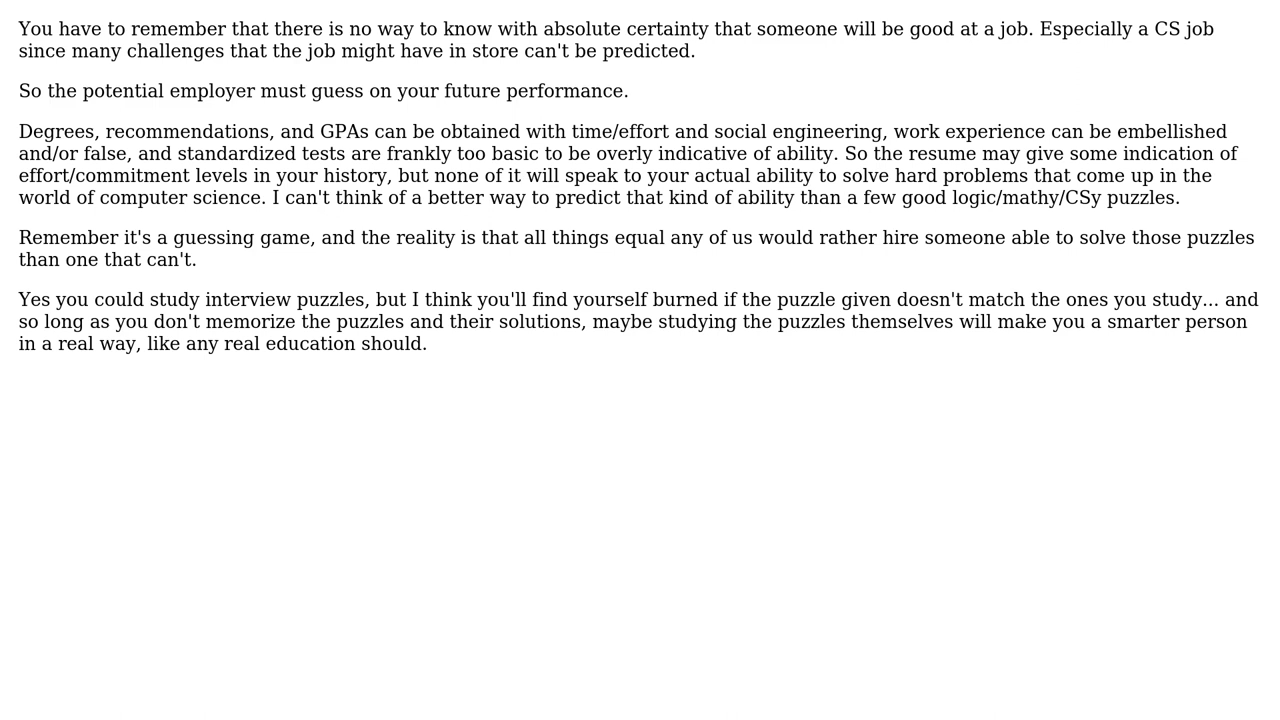 You have to remember that there is no way to know with absolute certainty that someone will be good at a job. Especially a CS job
since many challenges that the job might have in store can't be predicted.
So the potential employer must guess on your future performance.
Degrees, recommendations, and GPAs can be obtained with time/effort and social engineering, work experience can be embellished
and/or false, and standardized tests are frankly too basic to be overly indicative of ability. So the resume may give some indication of
effort/commitment levels in your history, but none of it will speak to your actual ability to solve hard problems that come up in the
world of computer science. I can't think of a better way to predict that kind of ability than a few good logic/mathy/CSy puzzles.
Remember it's a guessing game, and the reality is that all things equal any of us would rather hire someone able to solve those puzzles
than one that can't.
Yes you could study interview puzzles, but I think you'll find yourself burned if the puzzle given doesn't match the ones you study... and
so long as you don't memorize the puzzles and their solutions, maybe studying the puzzles themselves will make you a smarter person
in a real way, like any real education should.